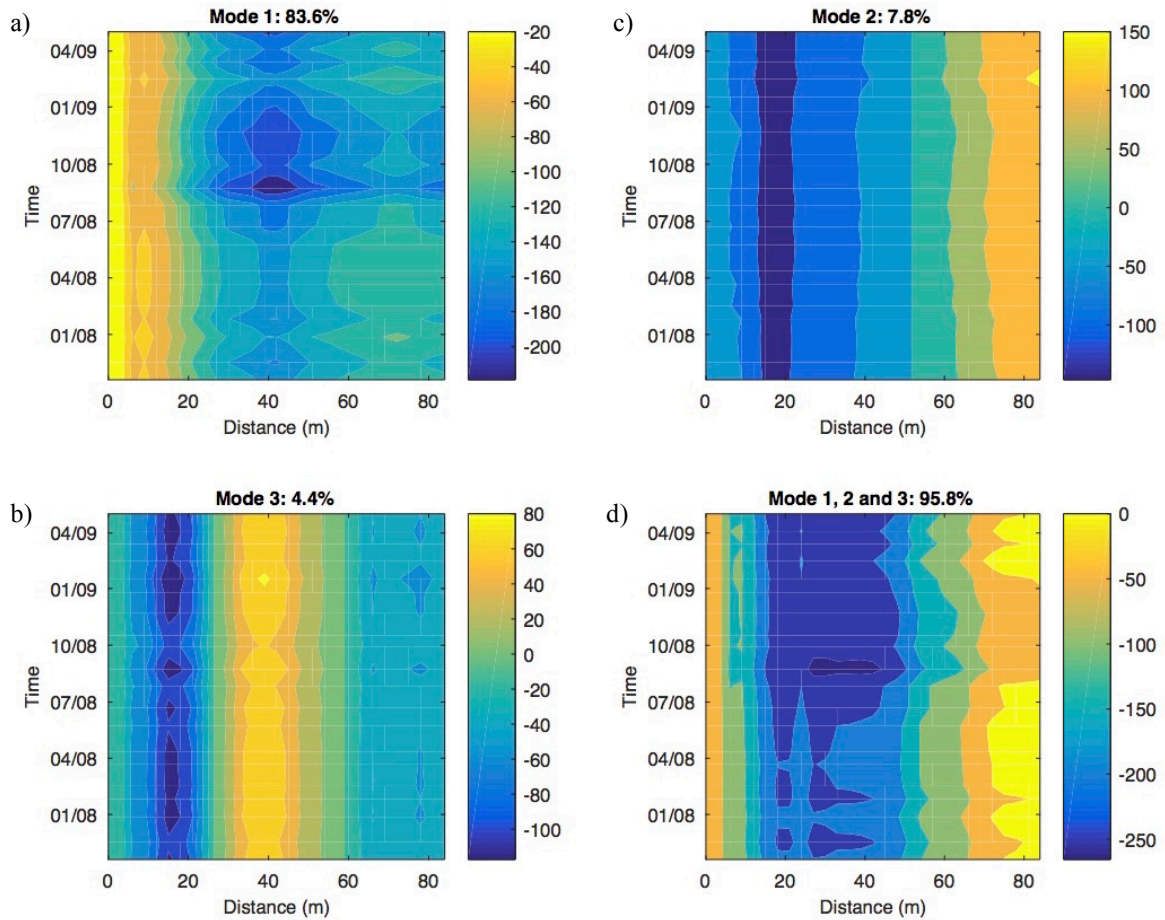 a)
Mode 1: 83.6%
04/09
01/09
10/08
07/08
04/08
01/08
Time
0 20 40 60 80
Distance (m)
-20
-40
-60
-80
-100
-120
-140
-160
-180
-200
c)
Mode 2: 7.8%
04/09
01/09
10/08
07/08
04/08
01/08
Time
0 20 40 60 80
Distance (m)
150
100
50
0
-50
-100
b)
Mode 3: 4.4%
04/09
01/09
10/08
07/08
04/08
01/08
Time
0 20 40 60 80
Distance (m)
80
60
40
20
0
-20
-40
-60
-80
-100
d)
Mode 1, 2 and 3: 95.8%
04/09
01/09
10/08
07/08
04/08
01/08
Time
0 20 40 60 80
Distance (m)
0
-50
-100
-150
-200
-250